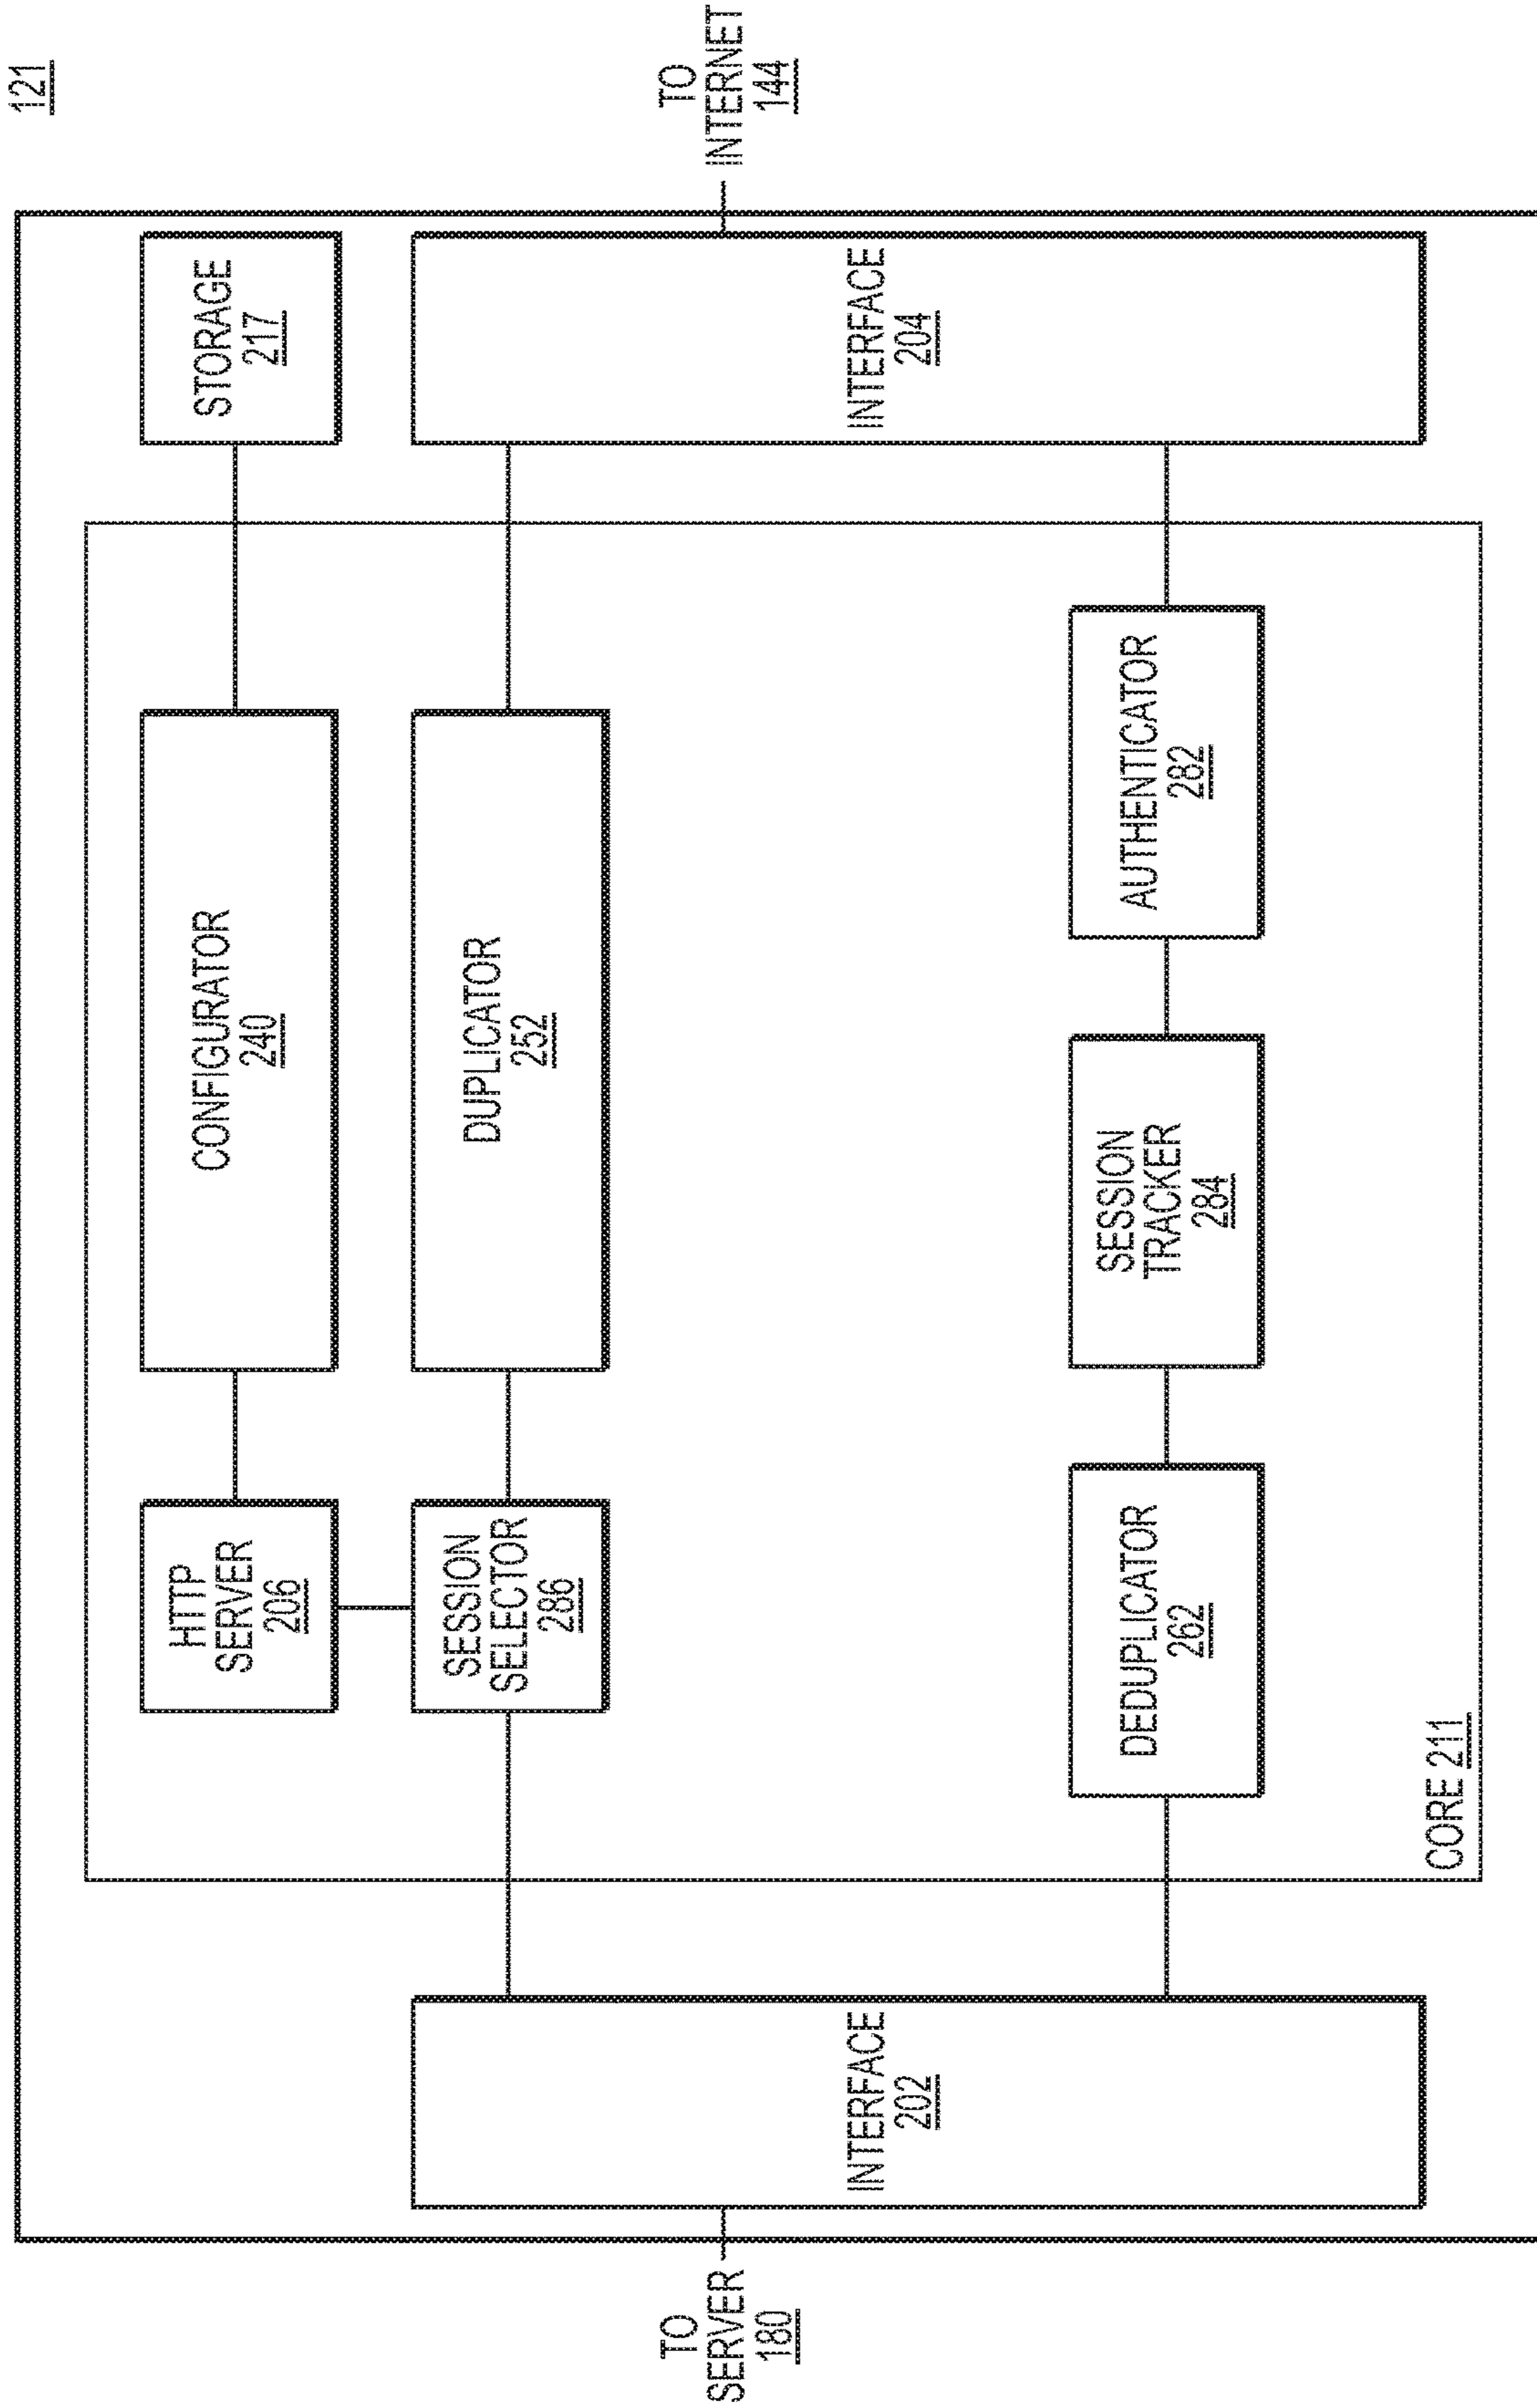 121
TO
SERVER
180
INTERFACE
202
HTTP
SERVER
206
CONFIGURATOR
240
STORAGE
217
SESSION
SELECTOR
286
DUPLICATOR
252
INTERFACE
204
TO
INTERNET
144
DEDUPLICATOR
262
SESSION
TRACKER
284
AUTHENTICATOR
282
CORE 211